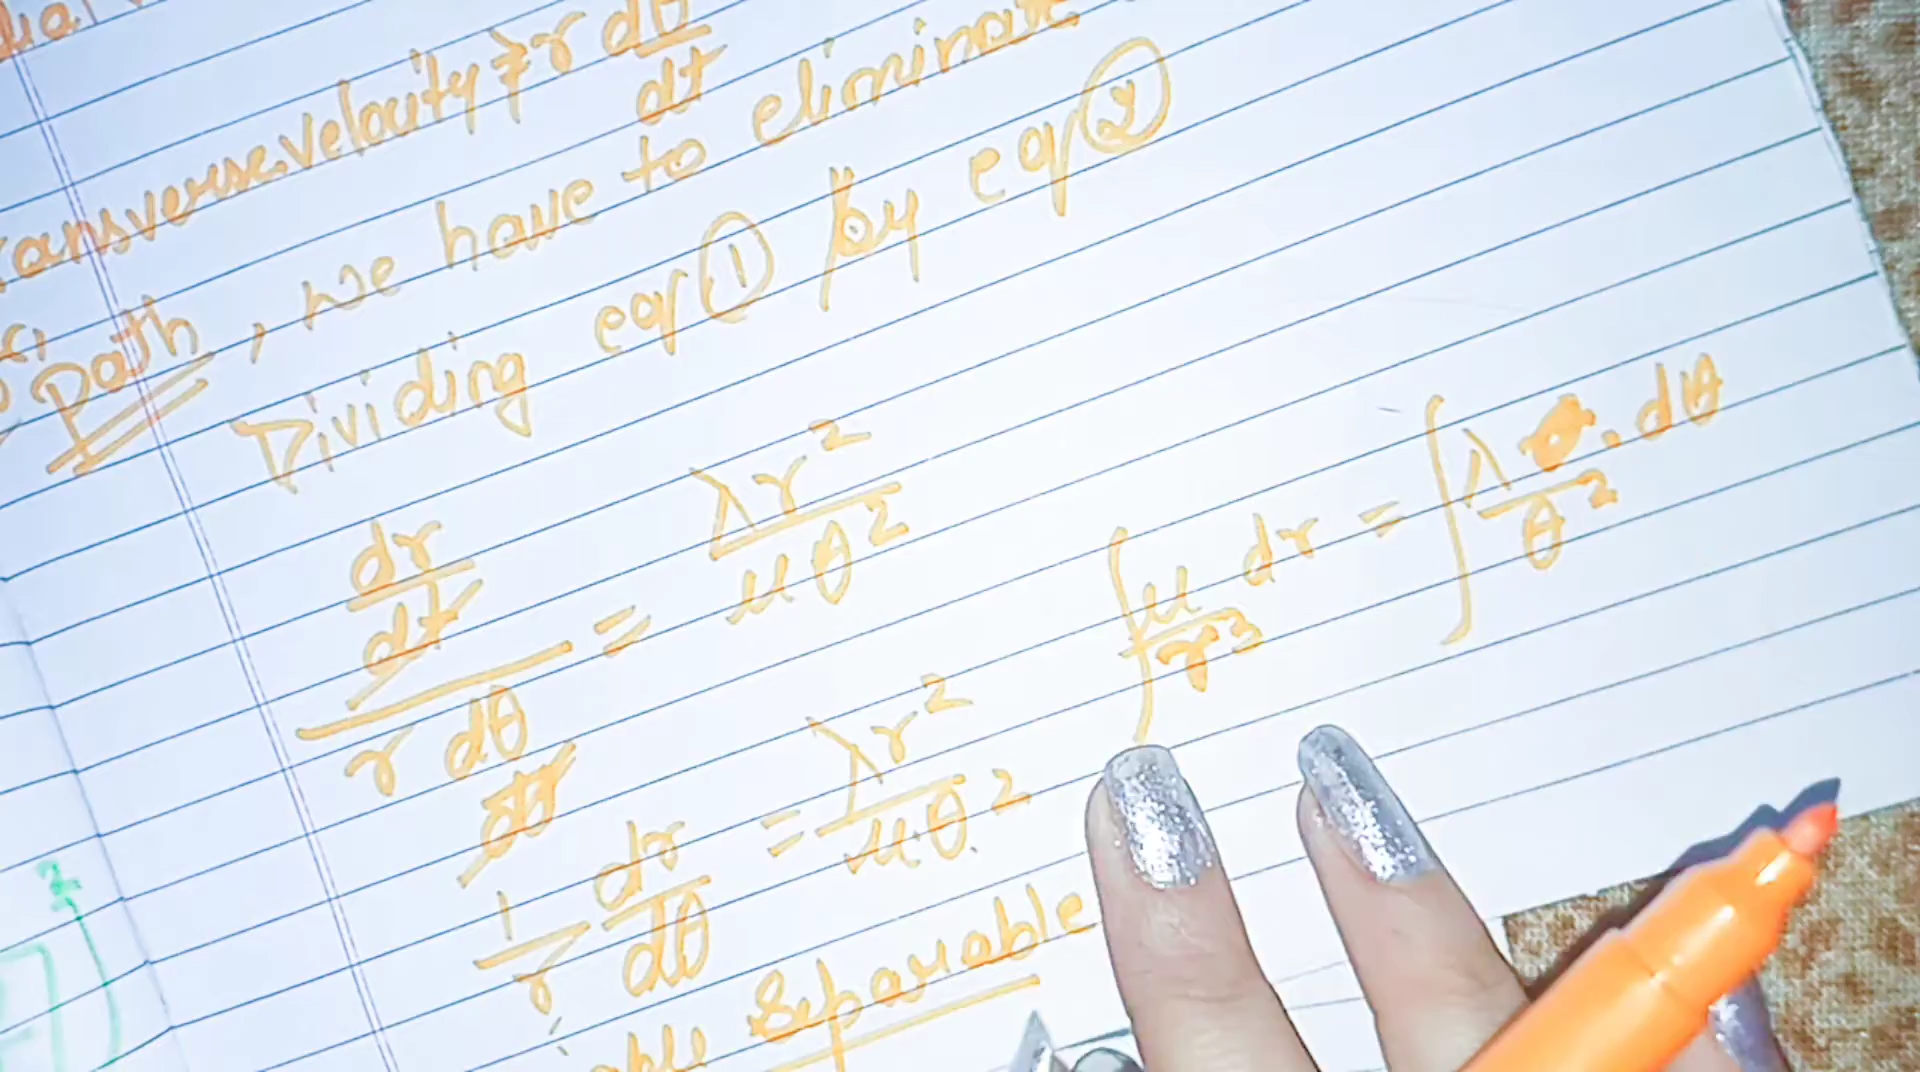 Transverse velocity ⇒ r dθ/dt
Path, we have to eliminate
Dividing eq ① by eq ②
(dr/dt)/(r dθ/dt) = λr²/μθ²
∫ μ/r³ dr = ∫ λ/θ² . dθ
1/r dr/dθ = λr²/μθ²
Separable
2